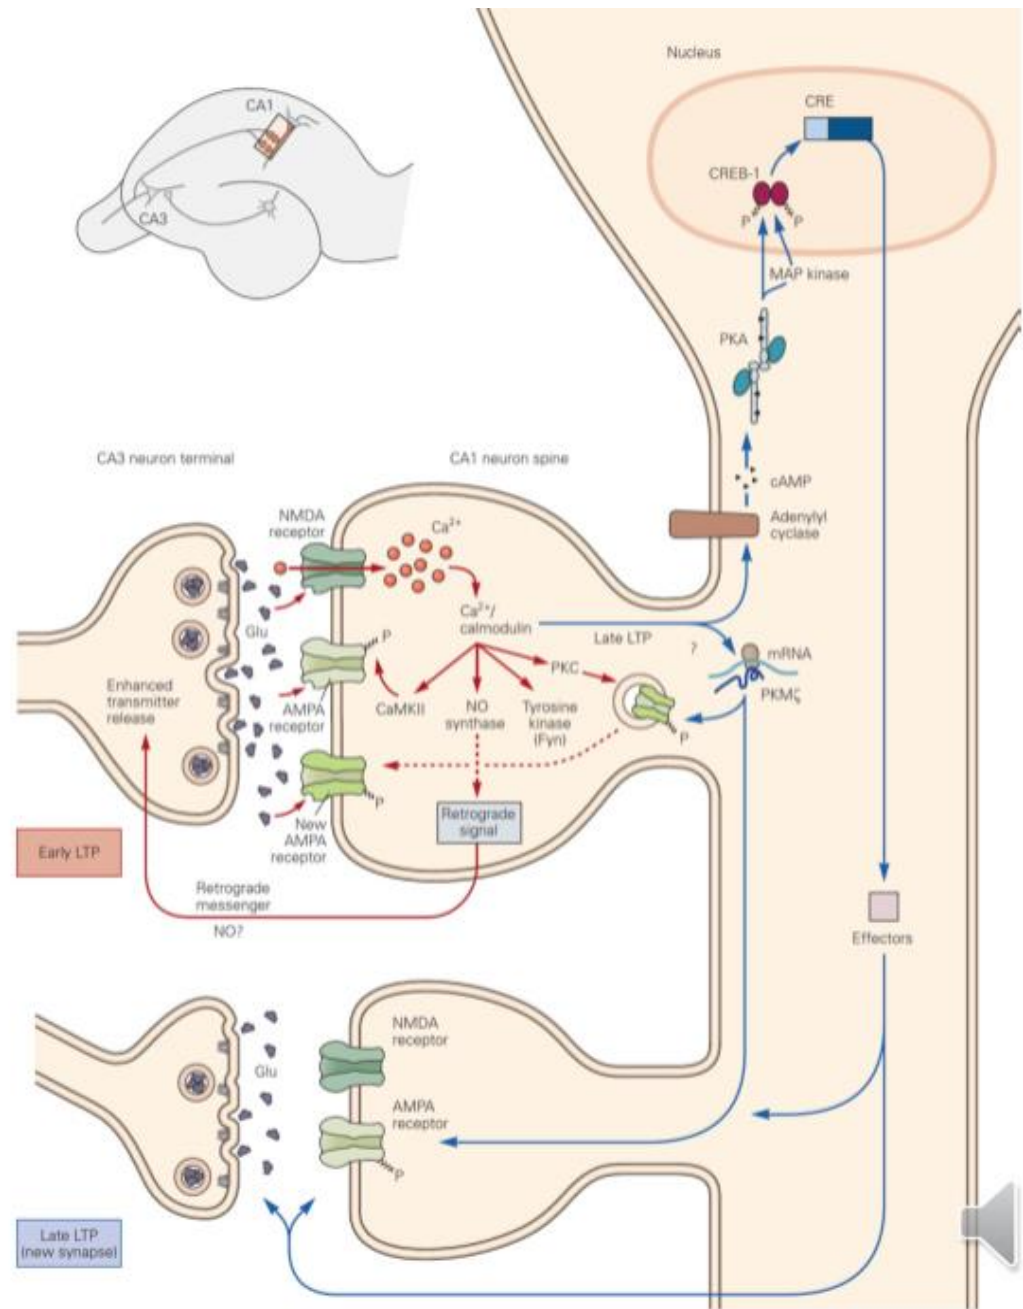 Nucleus
CRE
CA1
CREB-1
P
P
CA3
MAP kinase
PKA
CA3 neuron terminal
CA1 neuron spine
cAMP
Adenylyl
cyclase
NMDA
receptor
Ca²⁺
Glu
Ca²⁺/
calmodulin
Late LTP
?
mRNA
PKMζ
P
PKC
Enhanced
transmitter
release
AMPA
receptor
CaMKII
NO
synthase
Tyrosine
kinase
(Fyn)
P
P
New
AMPA
receptor
Retrograde
signal
Early LTP
Retrograde
messenger
NO?
Effectors
NMDA
receptor
Glu
AMPA
receptor
P
Late LTP
(new synapse)